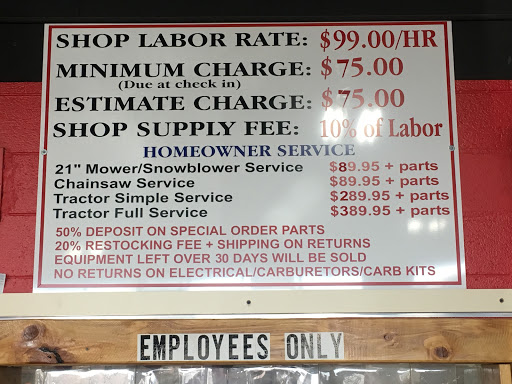 SHOP LABOR RATE: $99.00/HR
MINIMUM CHARGE: $75.00
(Due at check in)
ESTIMATE CHARGE: $75.00
SHOP SUPPLY FEE: 10% of Labor
HOMEOWNER SERVICE
21" Mower/Snowblower Service $89.95 + parts
Chainsaw Service $89.95 + parts
Tractor Simple Service $289.95 + parts
Tractor Full Service $389.95 + parts
50% DEPOSIT ON SPECIAL ORDER PARTS
20% RESTOCKING FEE + SHIPPING ON RETURNS
EQUIPMENT LEFT OVER 30 DAYS WILL BE SOLD
NO RETURNS ON ELECTRICAL/CARBURETORS/CARB KITS
EMPLOYEES ONLY